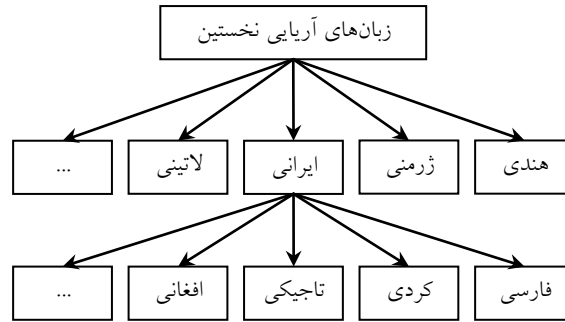 زبان‌های آریایی نخستین
هندی ژرمنی ایرانی لاتینی ...
فارسی کردی تاجیکی افغانی ...